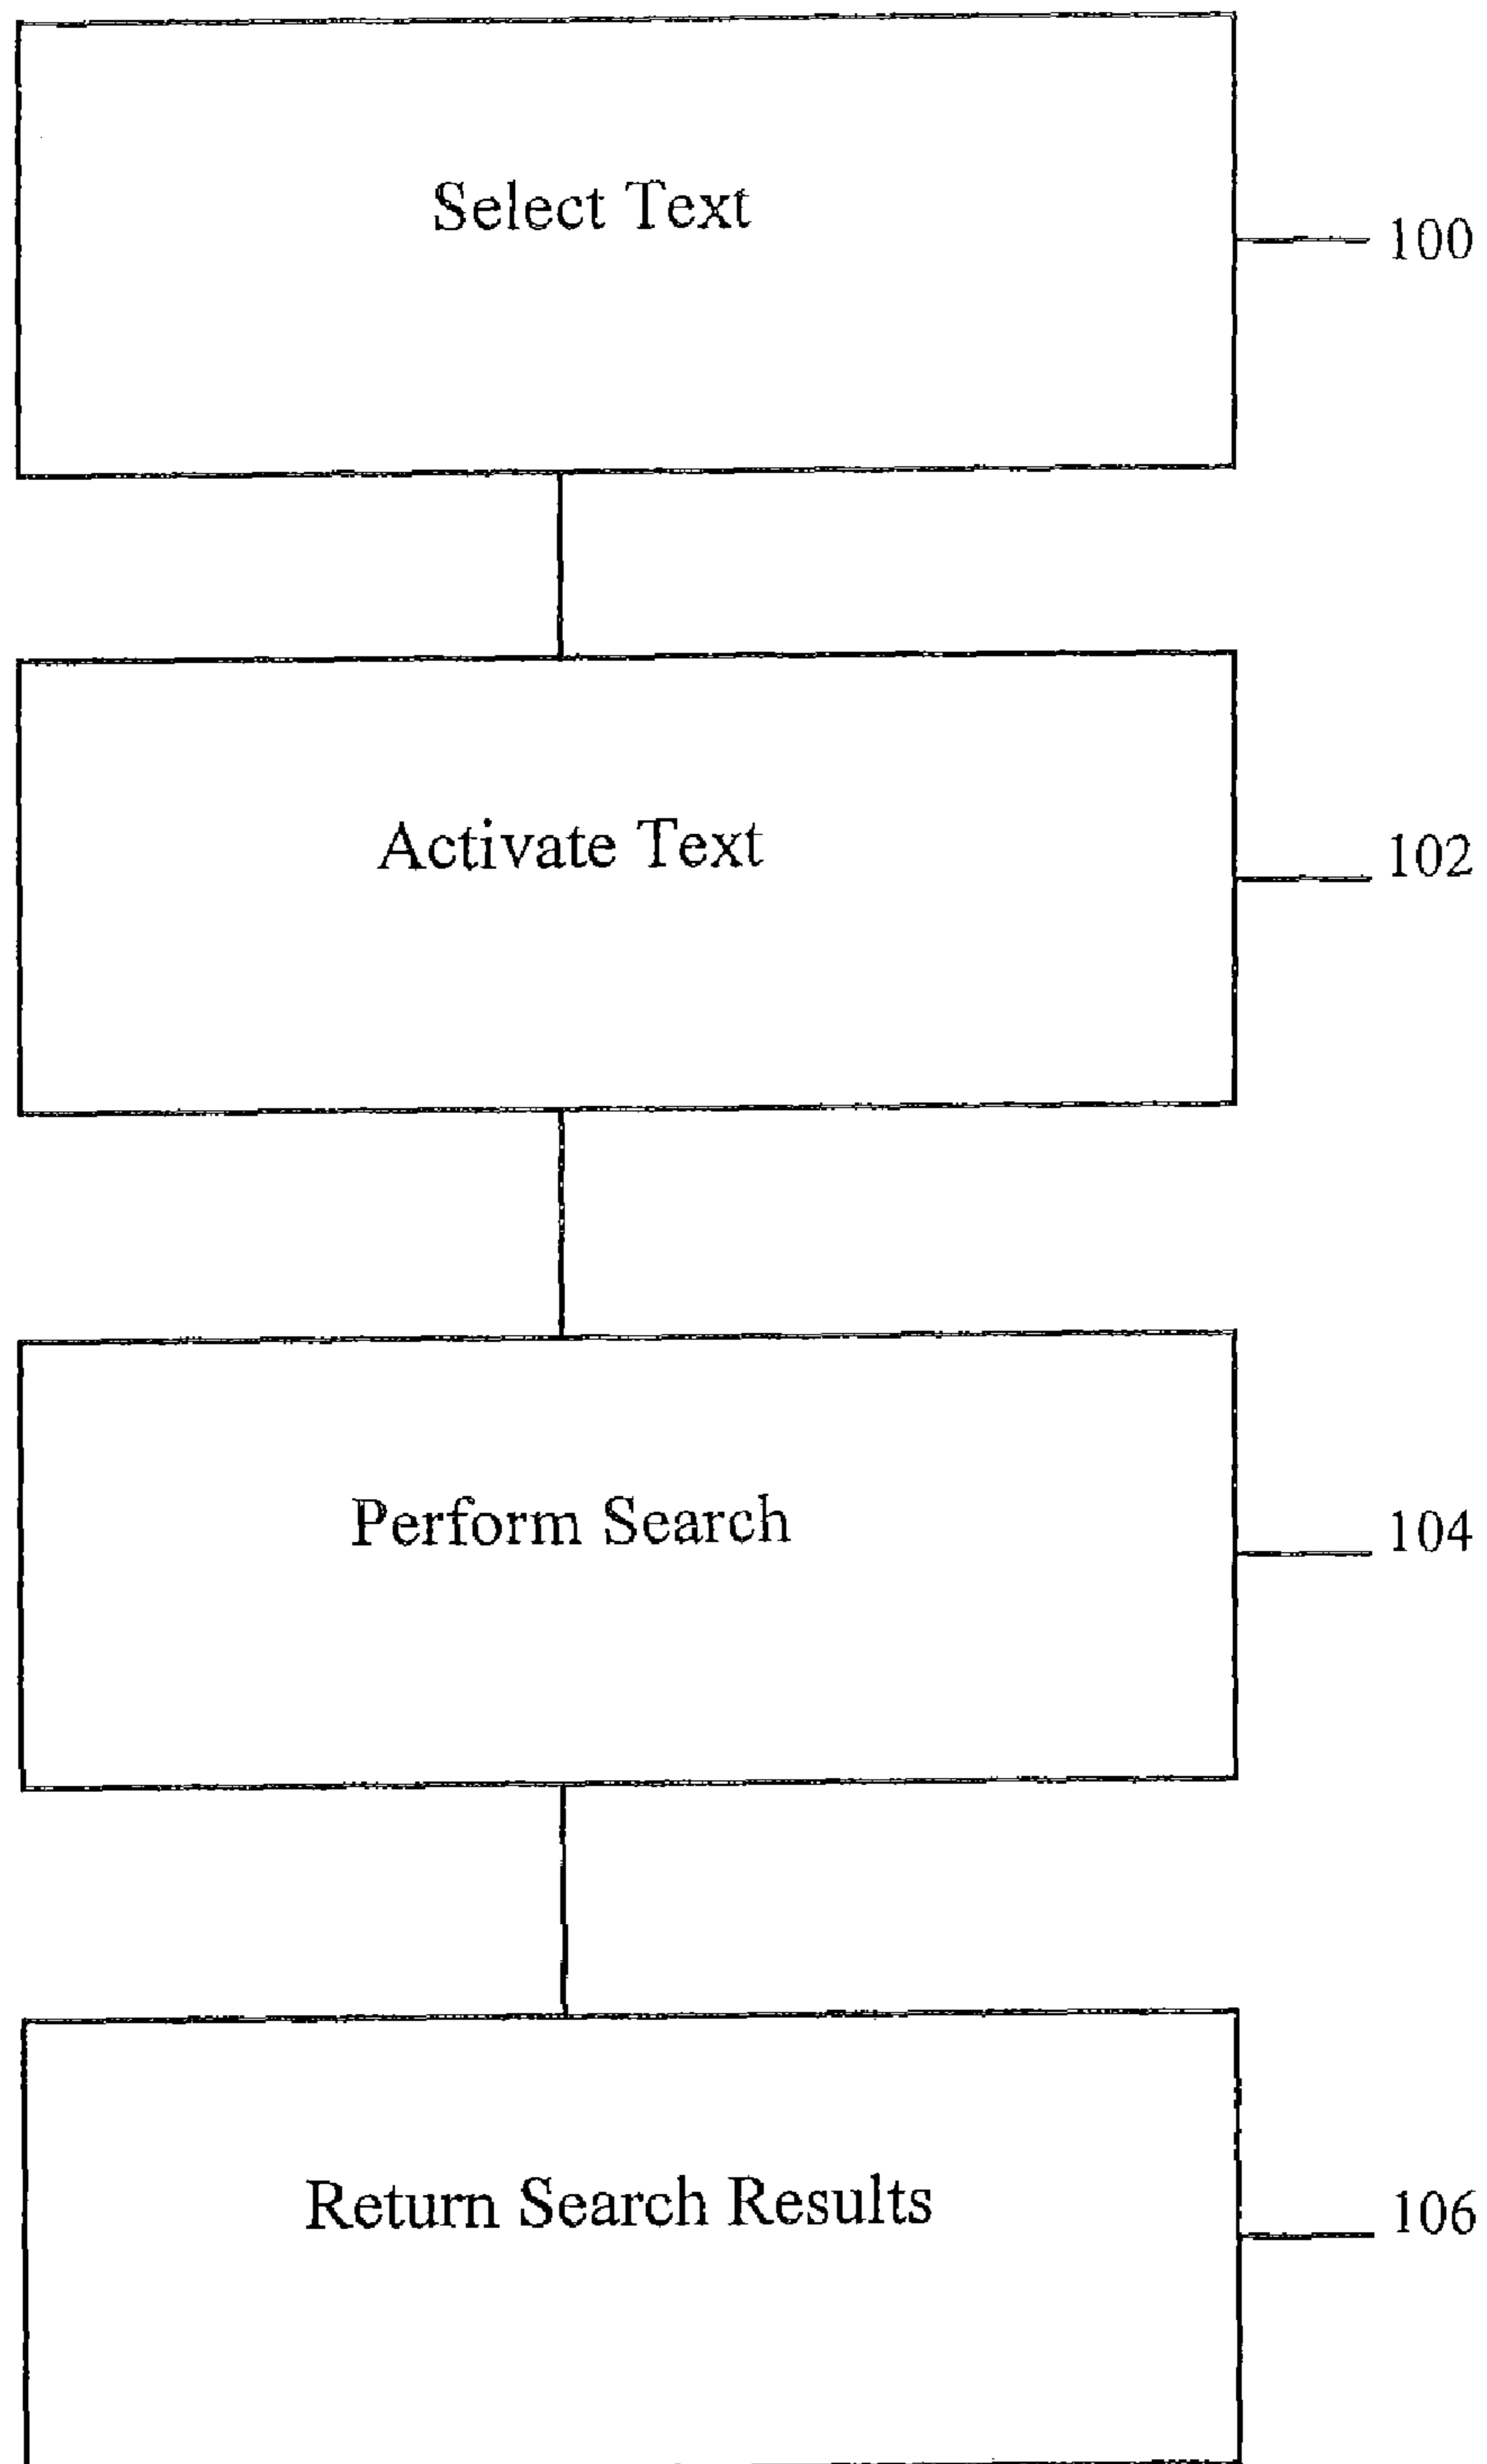 Select Text
100
Activate Text
102
Perform Search
104
Return Search Results
106